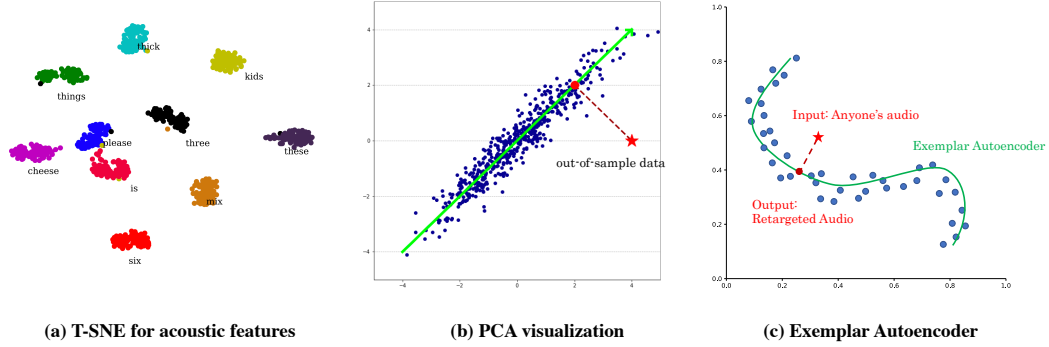 thick
kids
things
please
three
these
cheese
is
mix
six
(a) T-SNE for acoustic features
4
2
0
−2
−4
−4
−2
0
2
4
out-of-sample data
(b) PCA visualization
1.0
0.8
0.6
0.4
0.2
0.0
0.0
0.2
0.4
0.6
0.8
1.0
Input: Anyone's audio
Exemplar Autoencoder
Output:
Retargeted Audio
(c) Exemplar Autoencoder